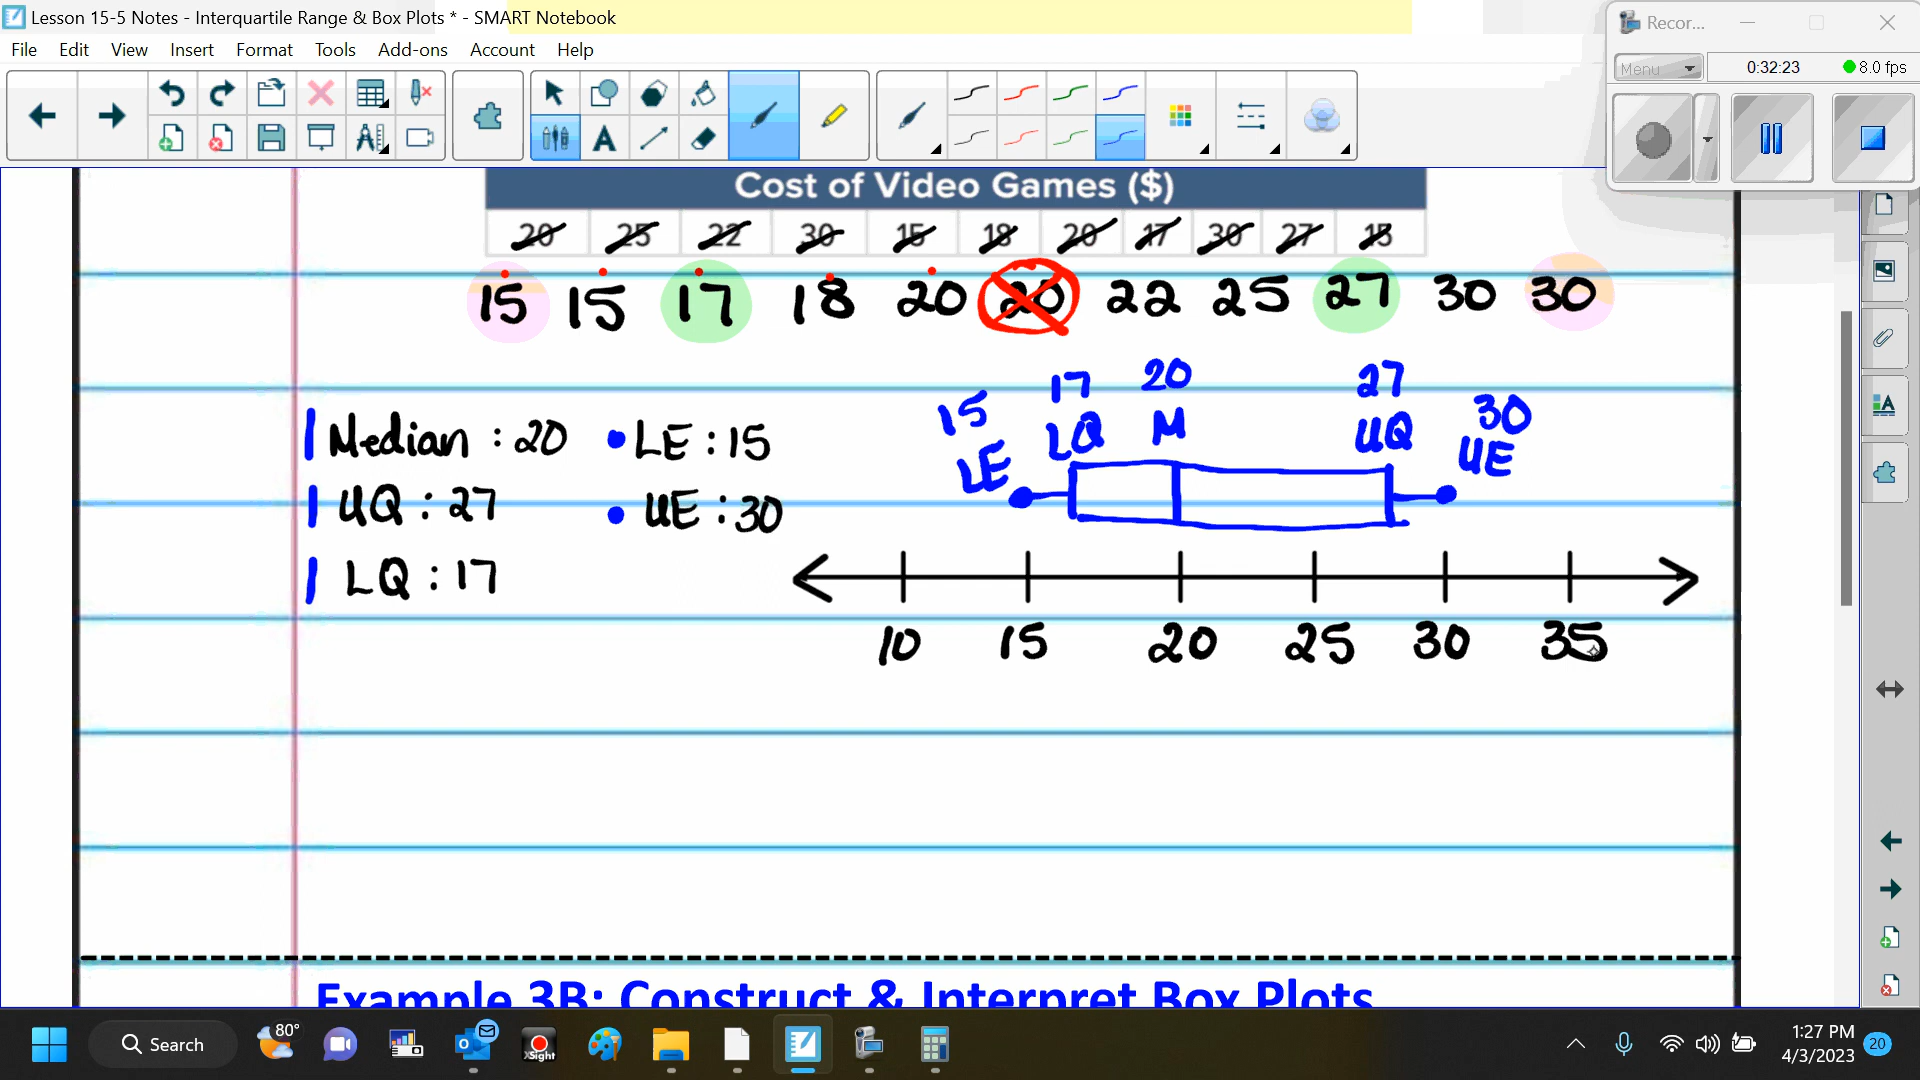 Lesson 15-5 Notes - Interquartile Range & Box Plots * - SMART Notebook
Recor...
File Edit View Insert Format Tools Add-ons Account Help
Menu 0:32:23 8.0 fps
Cost of Video Games ($)
20 25 22 30 15 18 20 17 30 27 15
15 15 17 18 20 20 22 25 27 30 30
15 17 20 27 30
LE LQ M UQ UE
Median : 20 LE : 15
UQ : 27 UE : 30
LQ : 17
10 15 20 25 30 35
Example 3B: Construct & Interpret Box Plots
80°
Search
XSight
1:27 PM
4/3/2023
20